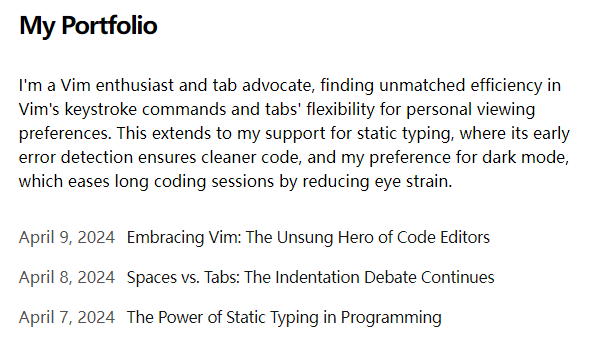 My Portfolio
I'm a Vim enthusiast and tab advocate, finding unmatched efficiency in
Vim's keystroke commands and tabs' flexibility for personal viewing
preferences. This extends to my support for static typing, where its early
error detection ensures cleaner code, and my preference for dark mode,
which eases long coding sessions by reducing eye strain.
April 9, 2024 Embracing Vim: The Unsung Hero of Code Editors
April 8, 2024 Spaces vs. Tabs: The Indentation Debate Continues
April 7, 2024 The Power of Static Typing in Programming